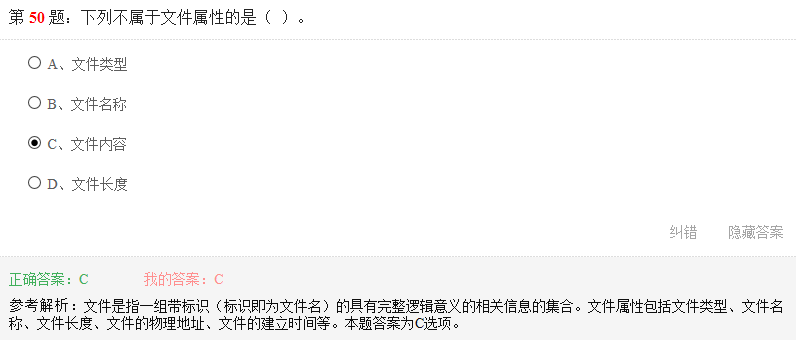 第 50 题：下列不属于文件属性的是（ ）。
A、文件类型
B、文件名称
C、文件内容
D、文件长度
纠错 隐藏答案
正确答案：C 我的答案：C
参考解析：文件是指一组带标识（标识即为文件名）的具有完整逻辑意义的相关信息的集合。文件属性包括文件类型、文件名
称、文件长度、文件的物理地址、文件的建立时间等。本题答案为C选项。